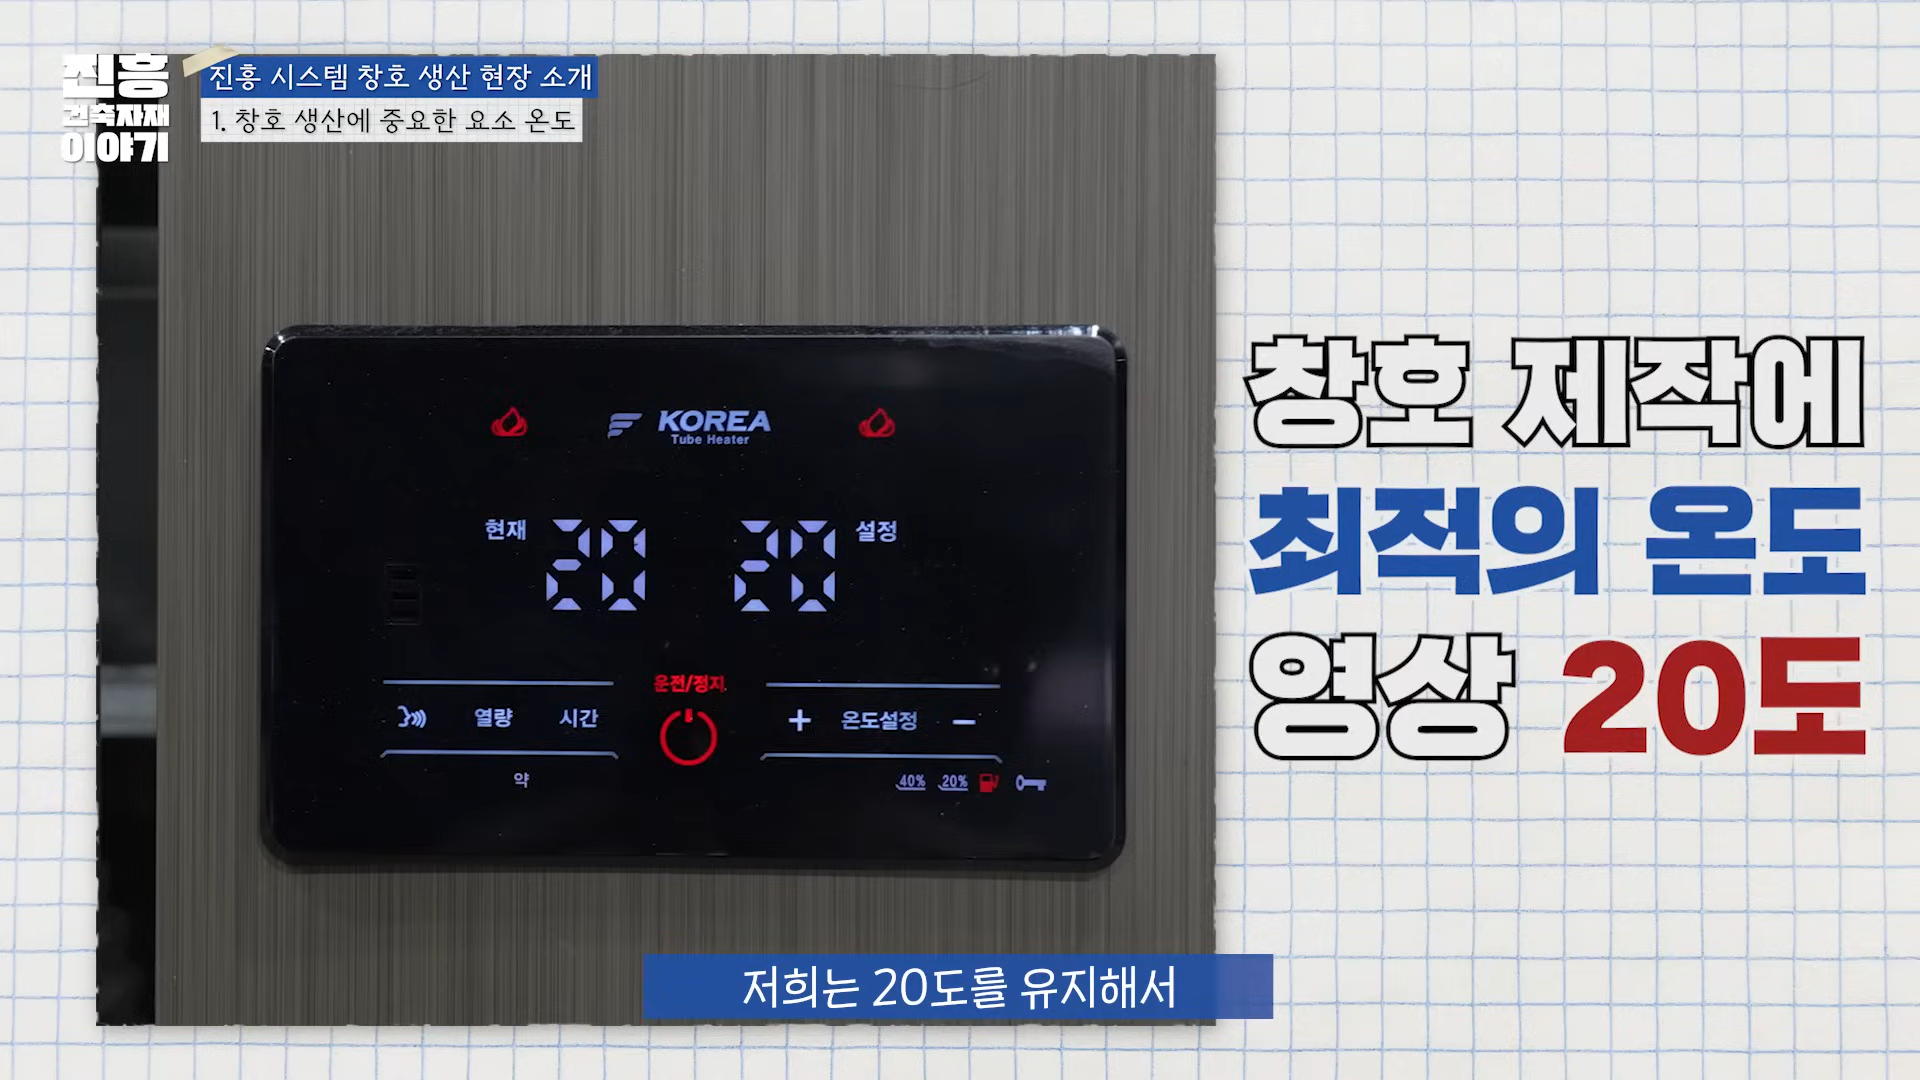 진흥
건축자재
이야기
진흥 시스템 창호 생산 현장 소개
1. 창호 생산에 중요한 요소 온도
KOREA
Tube Heater
현재 20 20 설정
운전/정지
열량 시간
+ 온도설정 -
약
40% 20%
창호 제작에
최적의 온도
영상 20도
저희는 20도를 유지해서